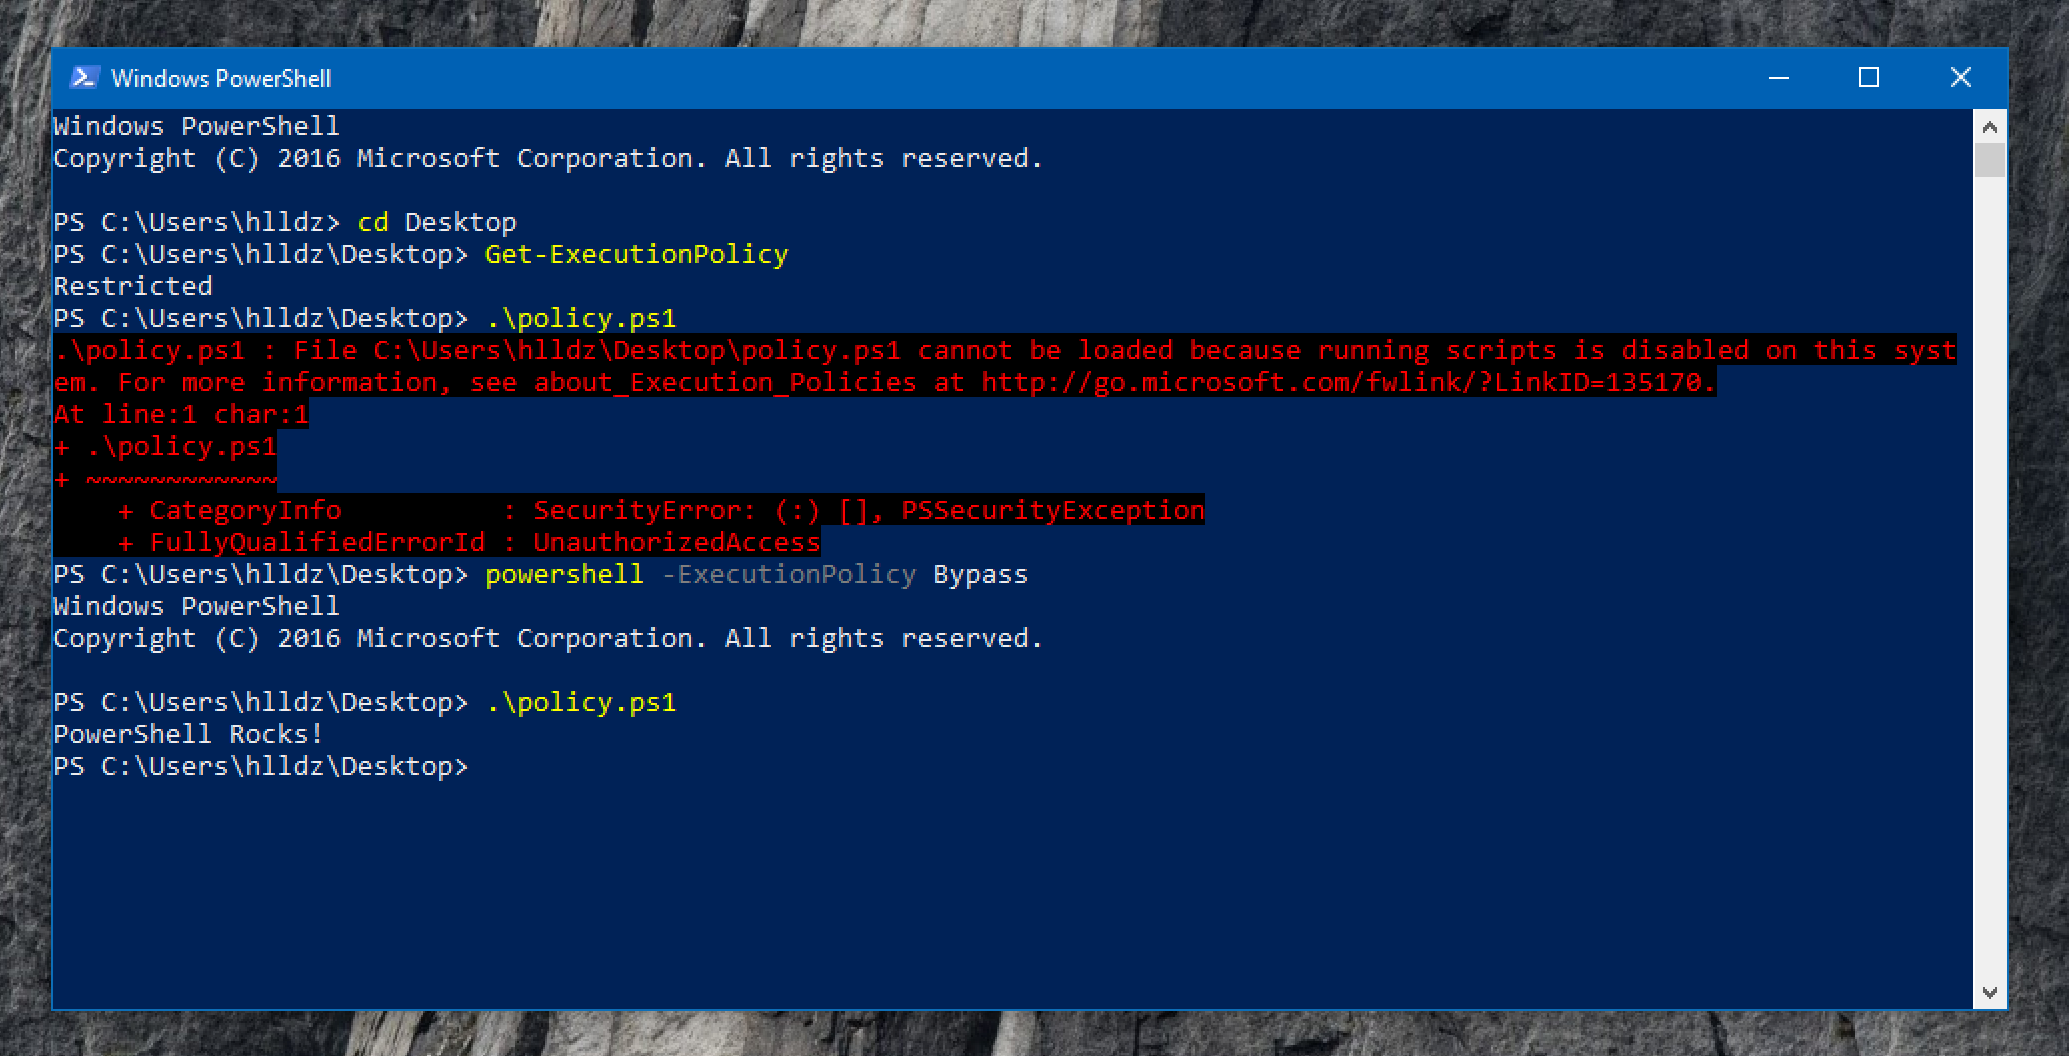 Windows PowerShell
Windows PowerShell
Copyright (C) 2016 Microsoft Corporation. All rights reserved.
PS C:\Users\hlldz> cd Desktop
PS C:\Users\hlldz\Desktop> Get-ExecutionPolicy
Restricted
PS C:\Users\hlldz\Desktop> .\policy.ps1
.\policy.ps1 : File C:\Users\hlldz\Desktop\policy.ps1 cannot be loaded because running scripts is disabled on this syst
em. For more information, see about_Execution_Policies at http://go.microsoft.com/fwlink/?LinkID=135170.
At line:1 char:1
+ .\policy.ps1
+ ~~~~~~~~~~~~
    + CategoryInfo          : SecurityError: (:) [], PSSecurityException
    + FullyQualifiedErrorId : UnauthorizedAccess
PS C:\Users\hlldz\Desktop> powershell -ExecutionPolicy Bypass
Windows PowerShell
Copyright (C) 2016 Microsoft Corporation. All rights reserved.
PS C:\Users\hlldz\Desktop> .\policy.ps1
PowerShell Rocks!
PS C:\Users\hlldz\Desktop>